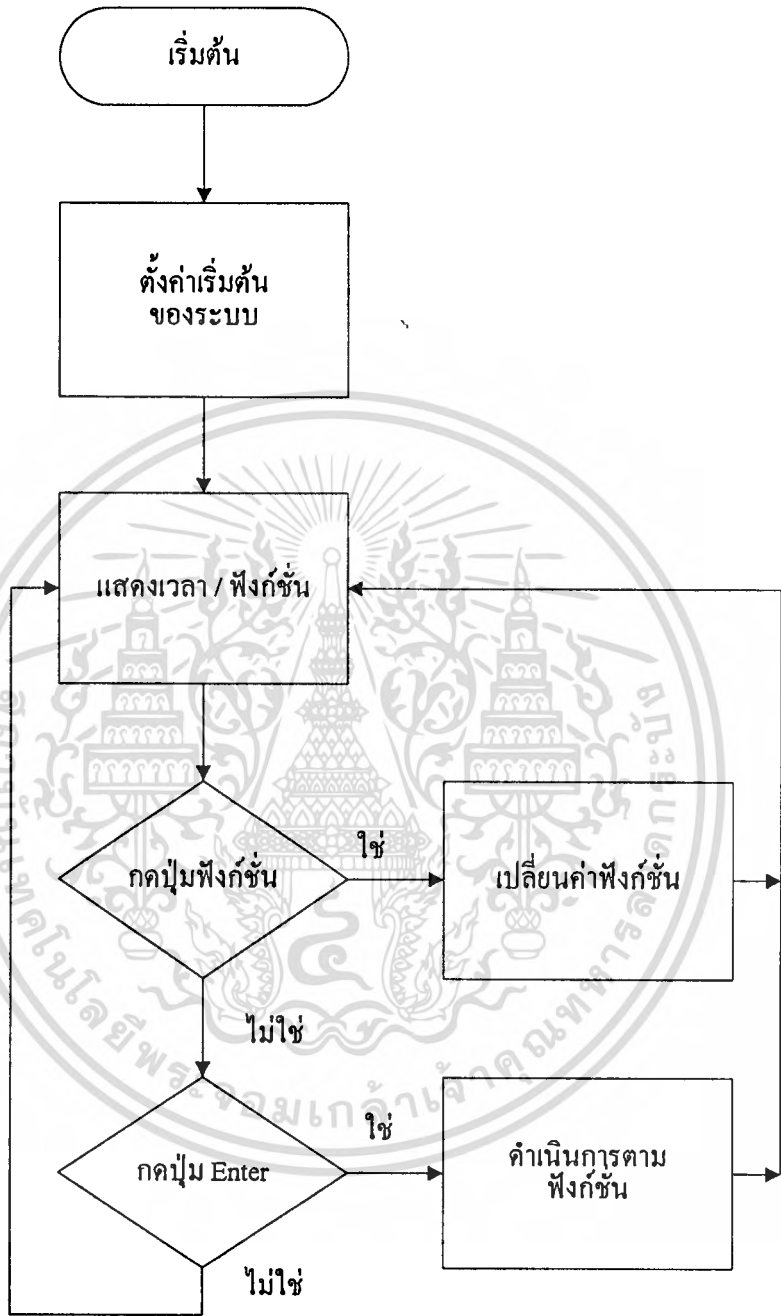 เริ่มต้น
ตั้งค่าเริ่มต้น
ของระบบ
แสดงเวลา / ฟังก์ชั่น
กดปุ่มฟังก์ชั่น
ใช่
เปลี่ยนค่าฟังก์ชั่น
ไม่ใช่
กดปุ่ม Enter
ใช่
ดำเนินการตาม
ฟังก์ชั่น
ไม่ใช่